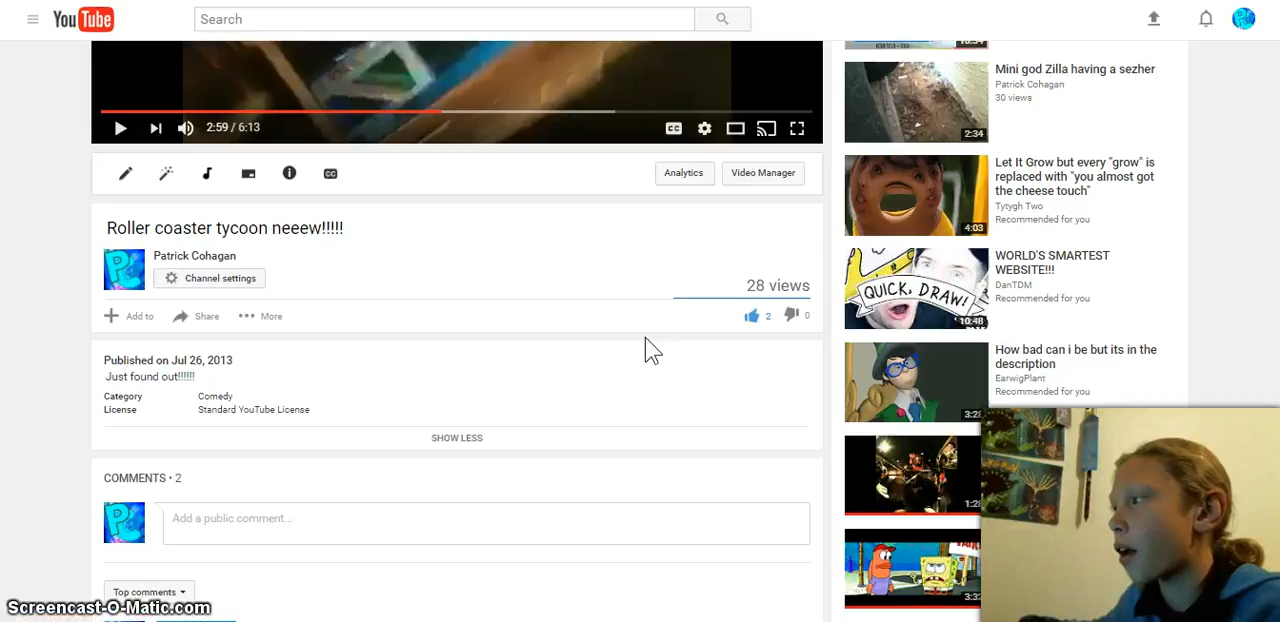 YouTube
Search
2:59 / 6:13
CC
CC
Analytics
Video Manager
Roller coaster tycoon neeew!!!!!
Patrick Cohagan
Channel settings
28 views
Add to
Share
More
2
0
Published on Jul 26, 2013
Just found out!!!!!!
Category
Comedy
License
Standard YouTube License
SHOW LESS
COMMENTS • 2
PC
Add a public comment...
Top comments
Screencast-O-Matic.com
Mini god Zilla having a sezher
Patrick Cohagan
30 views
2:34
Let It Grow but every "grow" is
replaced with "you almost got
the cheese touch"
Tytygh Two
Recommended for you
4:03
WORLD'S SMARTEST
WEBSITE!!!
DanTDM
Recommended for you
QUICK, DRAW!
10:48
How bad can i be but its in the
description
EarwigPlant
Recommended for you
3:28
1:28
3:32